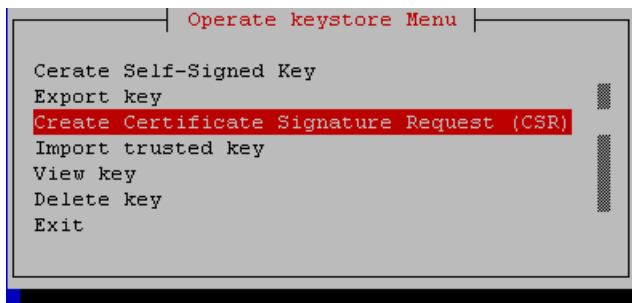 Operate keystore Menu
Cerate Self-Signed Key
Export key
Create Certificate Signature Request (CSR)
Import trusted key
View key
Delete key
Exit